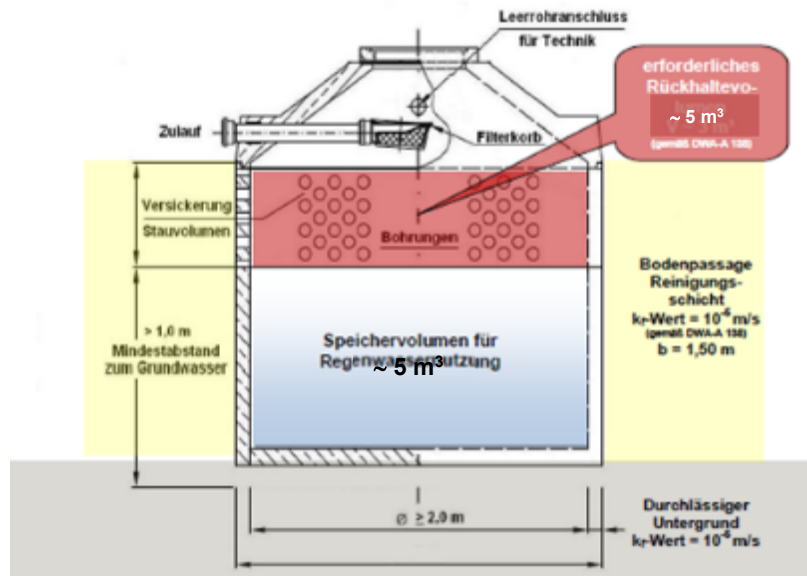 Leerrohranschluss
für Technik
erforderliches
Rückhaltevo-
~ 5 m³
(gemäß DWA-A 138)
Zulauf
Filterkorb
Versickerung
Stauvolumen
Bohrungen
Bodenpassage
Reinigungs-
schicht
kf-Wert = 10⁻⁶ m/s
(gemäß DWA-A 138)
b = 1,50 m
> 1,0 m
Mindestabstand
zum Grundwasser
Speichervolumen für
Regenwassernutzung
~ 5 m³
Ø ≥ 2,0 m
Durchlässiger
Untergrund
kf-Wert = 10⁻⁶ m/s